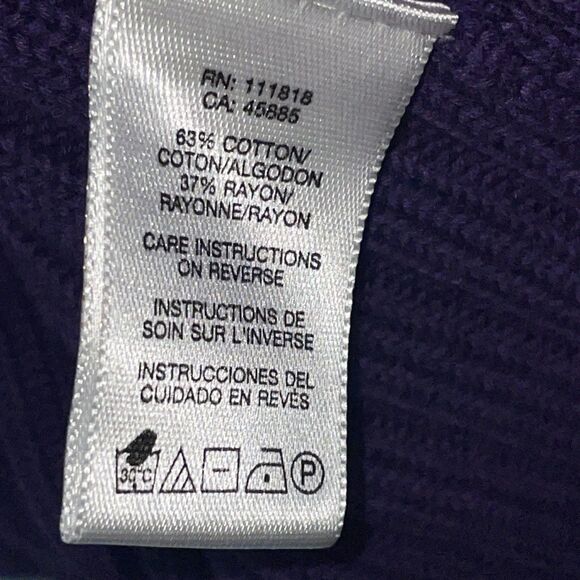 RN: 111818
CA: 45885
63% COTTON/
COTON/ALGODON
37% RAYON/
RAYONNE/RAYON
CARE INSTRUCTIONS
ON REVERSE
INSTRUCTIONS DE
SOIN SUR L'INVERSE
INSTRUCCIONES DEL
CUIDADO EN REVÉS
30°C P